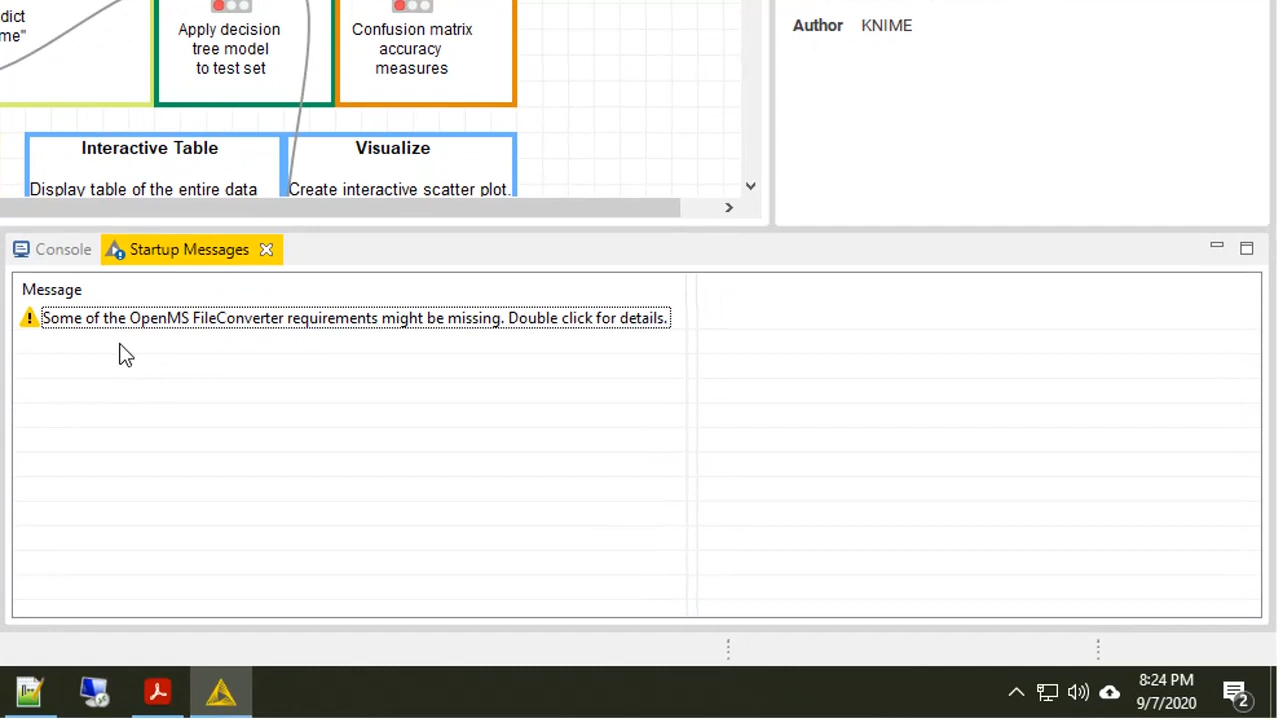 dict
me"
Apply decision
tree model
to test set
Confusion matrix
accuracy
measures
Author KNIME
Interactive Table
Visualize
Display table of the entire data
Create interactive scatter plot.
Console
Startup Messages
Message
Some of the OpenMS FileConverter requirements might be missing. Double click for details.
8:24 PM
9/7/2020
2